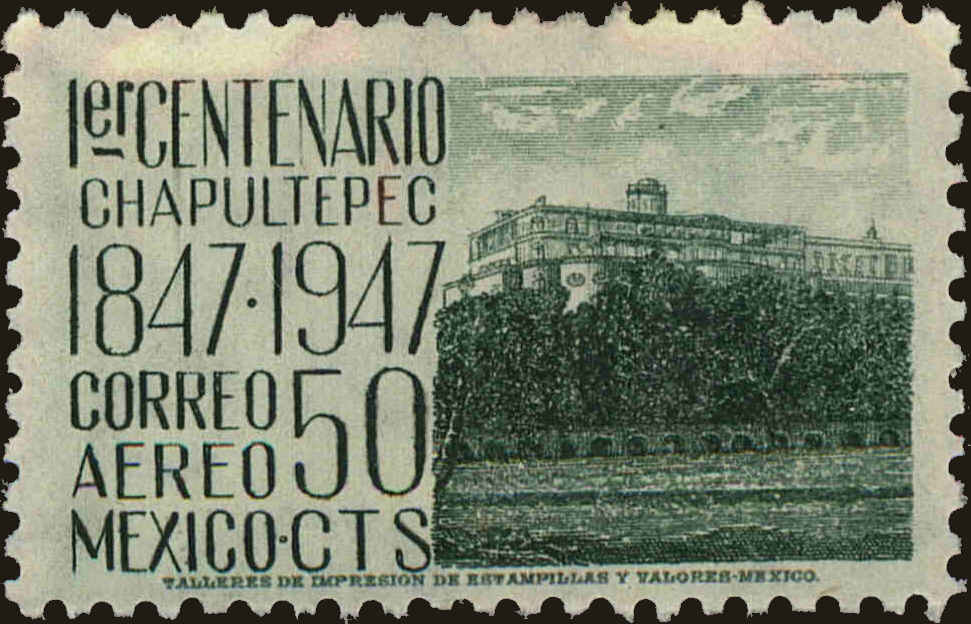 1er CENTENARIO
CHAPULTEPEC
1847·1947
CORREO
AEREO
50
MEXICO·CTS
TALLERES DE IMPRESION DE ESTAMPILLAS Y VALORES-MEXICO.